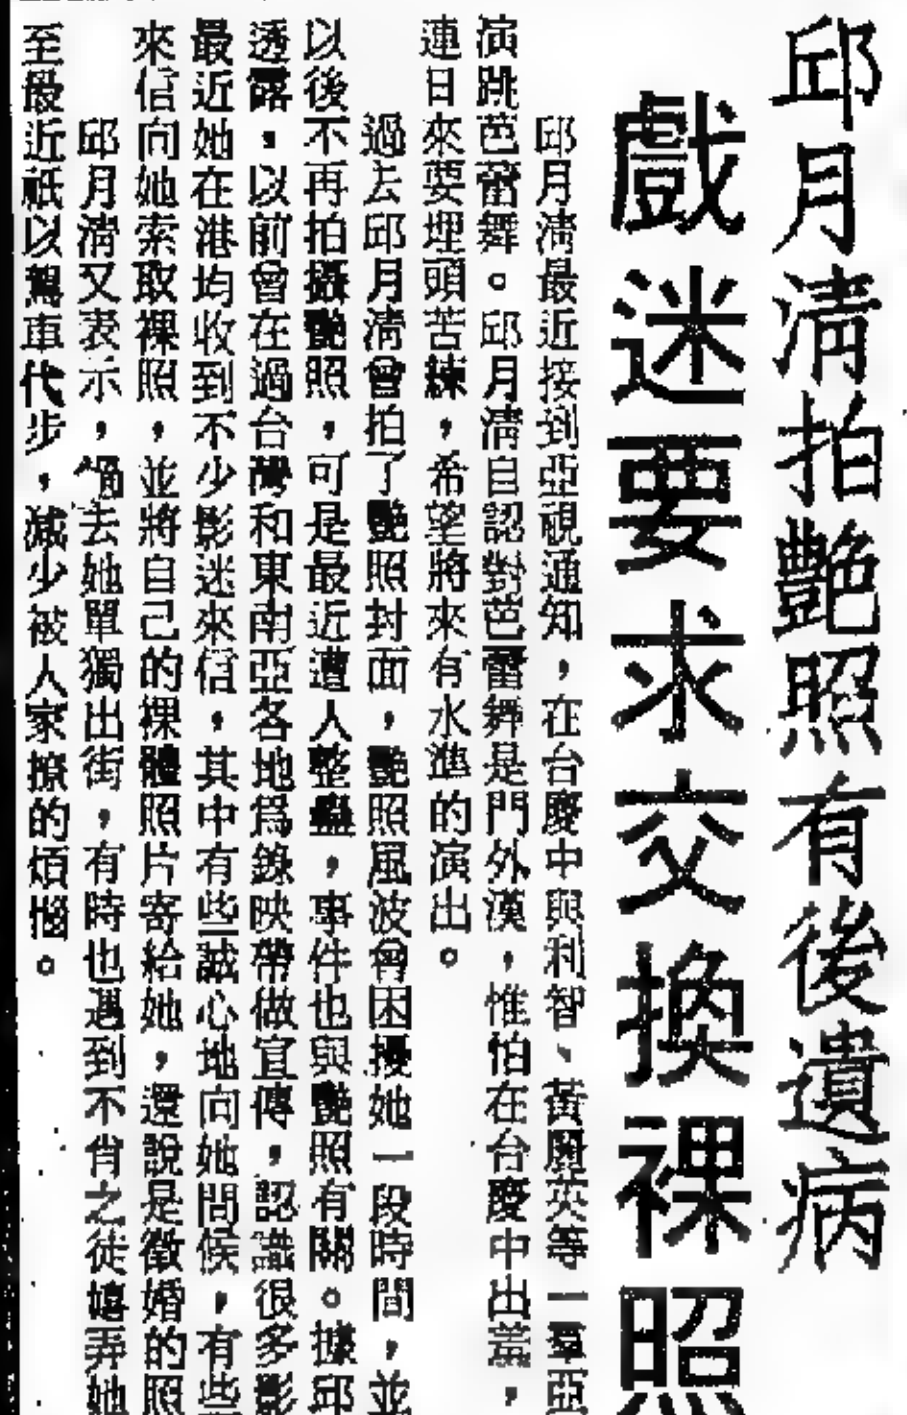 邱月清拍艷照有後遺病
戲迷要求交換裸照
邱月清最近接到亞視通知，在台慶中與利智、黃麗英等一羣亞
演跳芭蕾舞。邱月清自認對芭蕾舞是門外漢，惟怕在台慶中出羞，
連日來要埋頭苦練，希望將來有水準的演出。
過去邱月清曾拍了艷照封面，艷照風波曾困擾她一段時間，並
以後不再拍攝艷照，可是最近遭人整蠱，事件也與艷照有關。據邱
透露，以前曾在過台灣和東南亞各地爲錄映帶做宣傳，認識很多影
最近她在港均收到不少影迷來信，其中有些誠心地向她問候，有些
來信向她索取裸照，並將自己的裸體照片寄給她，還說是徵婚的照
邱月清又表示，過去她單獨出街，有時也遇到不肖之徒嬉弄她
至最近祇以駕車代步，減少被人家撩的煩惱。